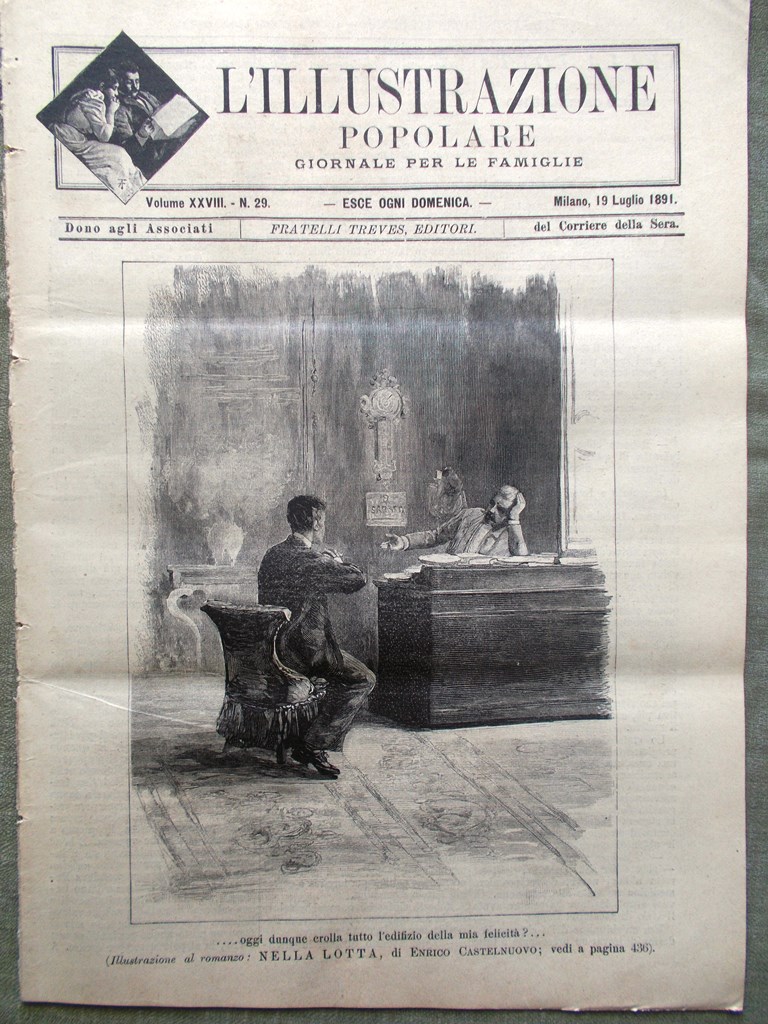 L'ILLUSTRAZIONE
POPOLARE
GIORNALE PER LE FAMIGLIE
Volume XXVIII. - N. 29. — ESCE OGNI DOMENICA. — Milano, 19 Luglio 1891.
Dono agli Associati FRATELLI TREVES, EDITORI. del Corriere della Sera.
....oggi dunque crolla tutto l'edifizio della mia felicità?...
(Illustrazione al romanzo: NELLA LOTTA, di ENRICO CASTELNUOVO; vedi a pagina 436).